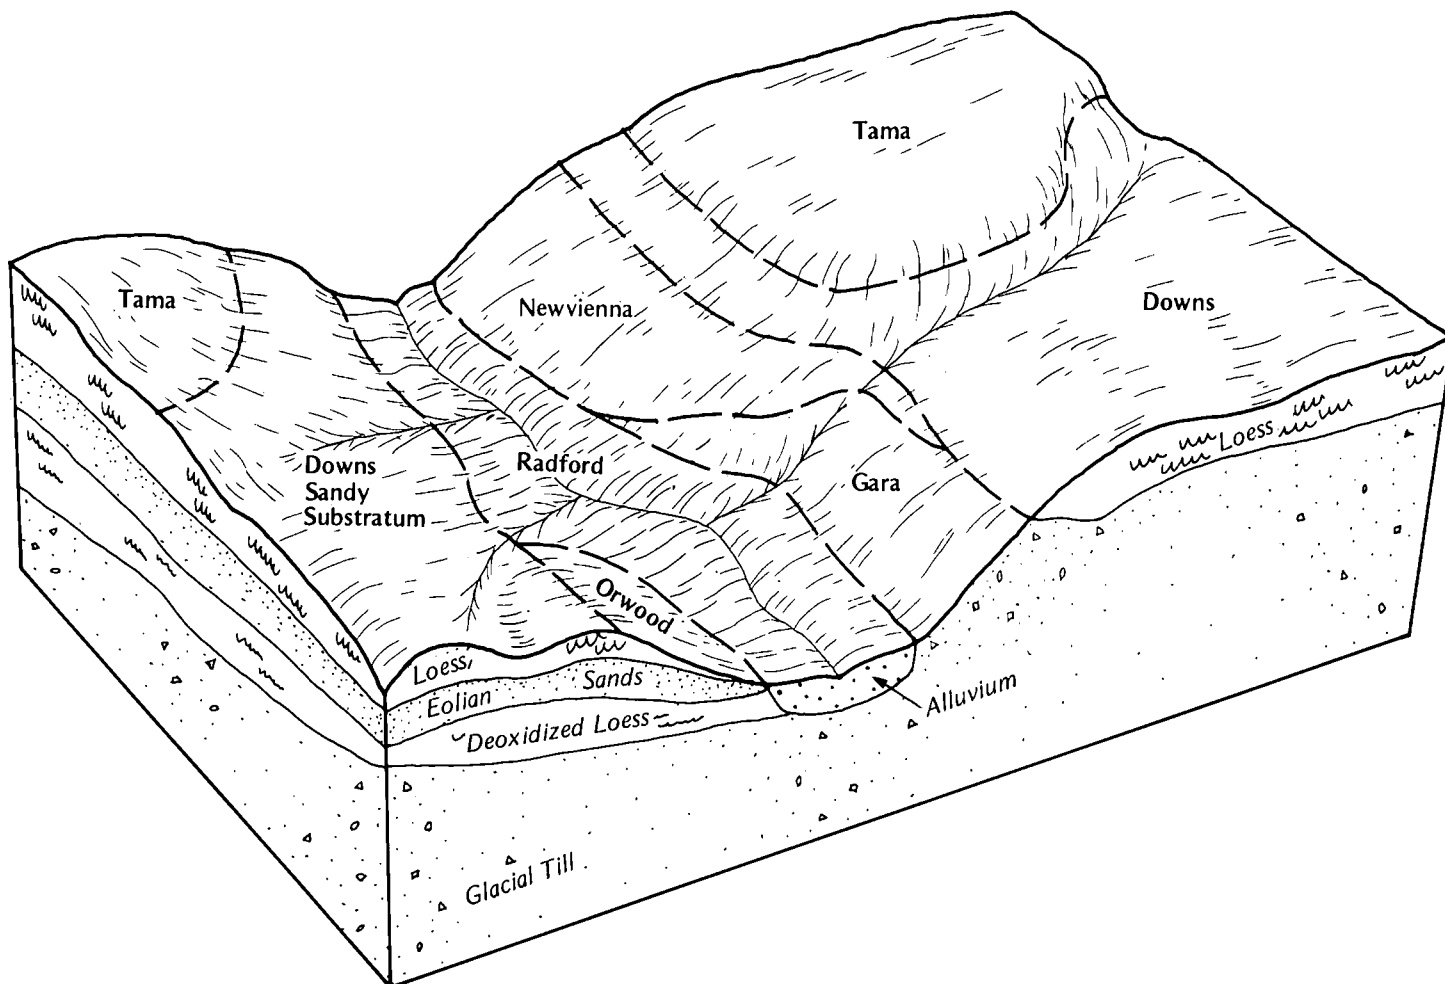 Tama
Tama
Newvienna
Downs
Downs
Sandy
Substratum
Radford
Gara
Loess
Orwood
Loess
Eolian Sands
Deoxidized Loess
Alluvium
Glacial Till